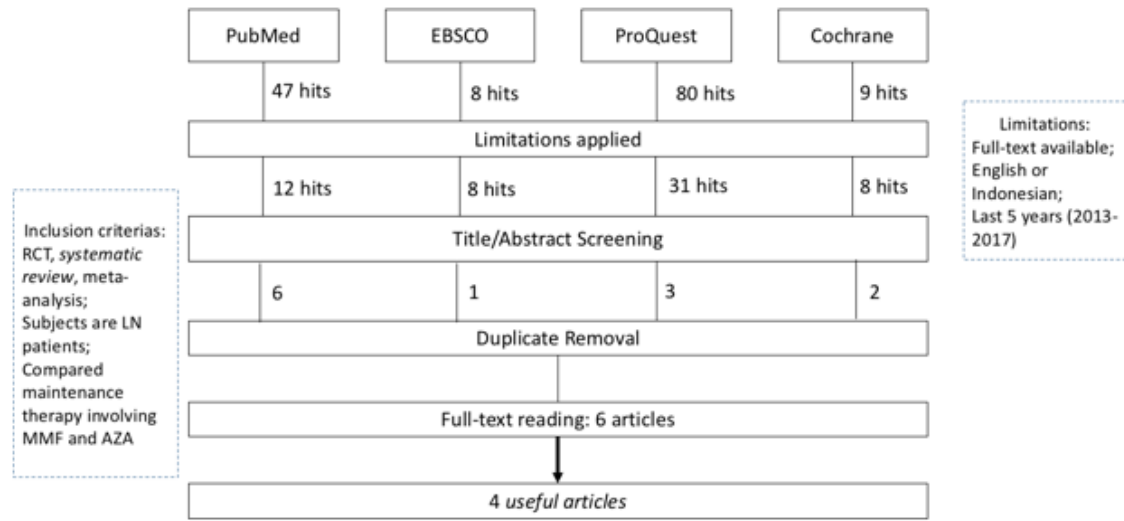 PubMed
EBSCO
ProQuest
Cochrane
47 hits
8 hits
80 hits
9 hits
Limitations applied
Limitations:
Full-text available;
English or
Indonesian;
Last 5 years (2013-
2017)
12 hits
8 hits
31 hits
8 hits
Inclusion criterias:
RCT, systematic
review, meta-
analysis;
Subjects are LN
patients;
Compared
maintenance
therapy involving
MMF and AZA
Title/Abstract Screening
6
1
3
2
Duplicate Removal
Full-text reading: 6 articles
4 useful articles